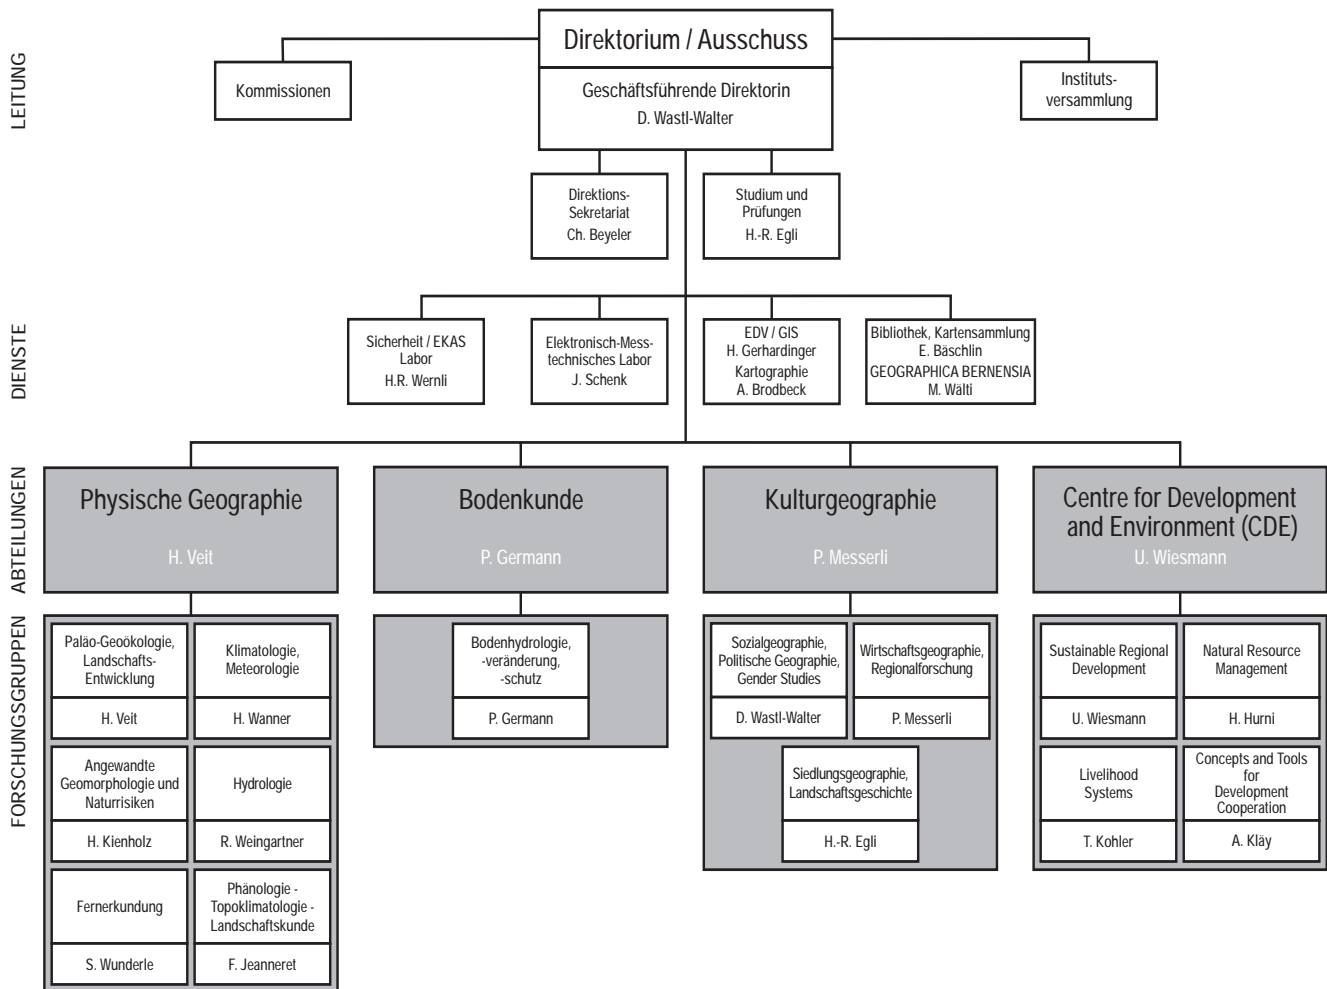 LEITUNG
Direktorium / Ausschuss
Geschäftsführende Direktorin
D. Wastl-Walter
Kommissionen
Instituts-
versammlung
Direktions-
Sekretariat
Ch. Beyeler
Studium und
Prüfungen
H.-R. Egli
DIENSTE
Sicherheit / EKAS
Labor
H.R. Wernli
Elektronisch-Mess-
technisches Labor
J. Schenk
EDV / GIS
H. Gerhardinger
Kartographie
A. Brodbeck
Bibliothek, Kartensammlung
E. Bäschlin
GEOGRAPHICA BERNENSIA
M. Wälti
ABTEILUNGEN
Physische Geographie
H. Veit
Bodenkunde
P. Germann
Kulturgeographie
P. Messerli
Centre for Development
and Environment (CDE)
U. Wiesmann
FORSCHUNGSGRUPPEN
Paläo-Geoökologie,
Landschafts-
Entwicklung
H. Veit
Klimatologie,
Meteorologie
H. Wanner
Angewandte
Geomorphologie und
Naturrisiken
H. Kienholz
Hydrologie
R. Weingartner
Fernerkundung
S. Wunderle
Phänologie -
Topoklimatologie -
Landschaftskunde
F. Jeanneret
Bodenhydrologie,
-veränderung,
-schutz
P. Germann
Sozialgeographie,
Politische Geographie,
Gender Studies
D. Wastl-Walter
Wirtschaftsgeographie,
Regionalforschung
P. Messerli
Siedlungsgeographie,
Landschaftsgeschichte
H.-R. Egli
Sustainable Regional
Development
U. Wiesmann
Natural Resource
Management
H. Hurni
Livelihood
Systems
T. Kohler
Concepts and Tools
for
Development
Cooperation
A. Kläy